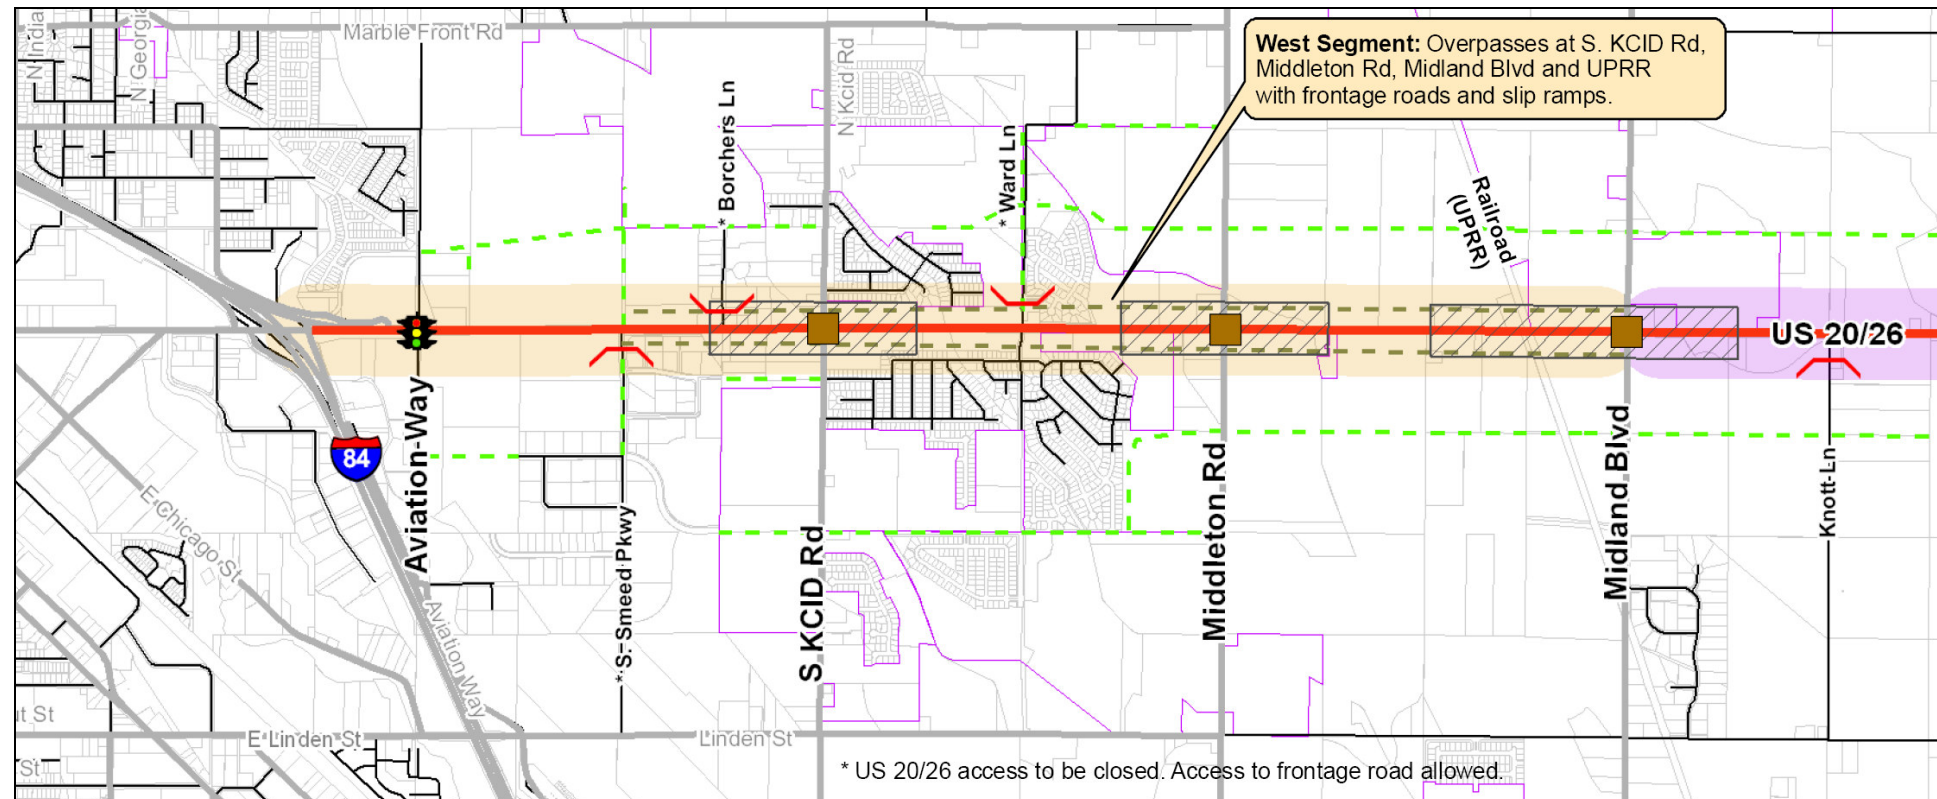 Marble Front Rd
N India
N Georgia
N Kcid Rd
West Segment: Overpasses at S. KCID Rd,
Middleton Rd, Midland Blvd and UPRR
with frontage roads and slip ramps.
* Borchers Ln
* Ward Ln
Railroad
(UPRR)
US 20/26
84
Aviation Way
* S. Smeed Pkwy
S KCID Rd
Middleton Rd
Midland Blvd
Knott Ln
E Chicago St
Aviation Way
ut St
E Linden St
Linden St
St
* US 20/26 access to be closed. Access to frontage road allowed.